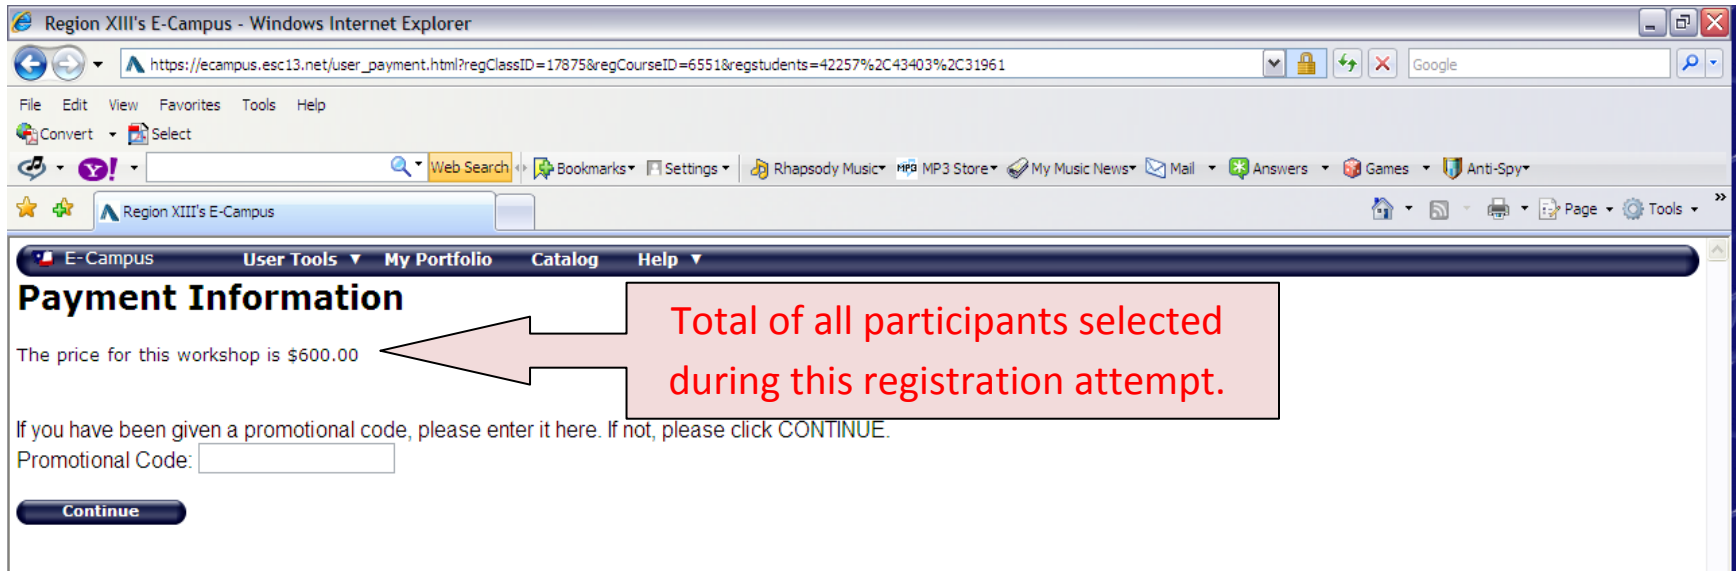 Region XIII's E-Campus - Windows Internet Explorer
https://ecampus.esc13.net/user_payment.html?regClassID=17875&regCourseID=6551&regstudents=42257%2C43403%2C31961
Google
File Edit View Favorites Tools Help
Convert Select
Y! Web Search Bookmarks Settings Rhapsody Music MP3 MP3 Store My Music News Mail Answers Games Anti-Spy
Region XIII's E-Campus Page Tools »
E-Campus User Tools ▼ My Portfolio Catalog Help ▼
Payment Information
Total of all participants selected
during this registration attempt.
The price for this workshop is $600.00
If you have been given a promotional code, please enter it here. If not, please click CONTINUE.
Promotional Code:
Continue